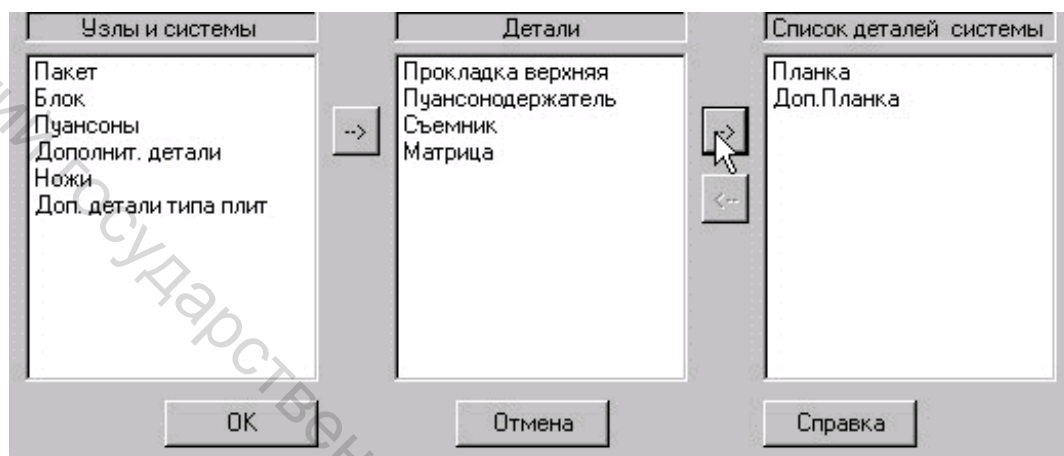 Узлы и системы
Пакет
Блок
Пуансоны
Дополнит. детали
Ножи
Доп. детали типа плит
-->
Детали
Прокладка верхняя
Пуансонодержатель
Съемник
Матрица
-->
<--
Список деталей системы
Планка
Доп.Планка
OK
Отмена
Справка